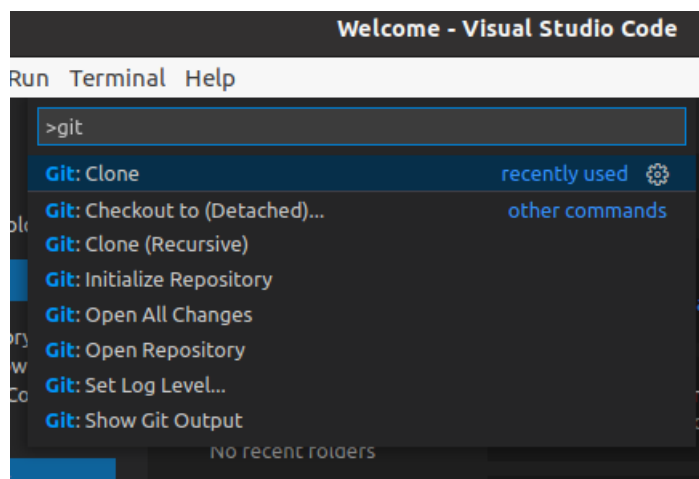 Welcome - Visual Studio Code
Run Terminal Help
>git
Git: Clone recently used
Git: Checkout to (Detached)... other commands
Git: Clone (Recursive)
Git: Initialize Repository
Git: Open All Changes
Git: Open Repository
Git: Set Log Level...
Git: Show Git Output
No recent folders